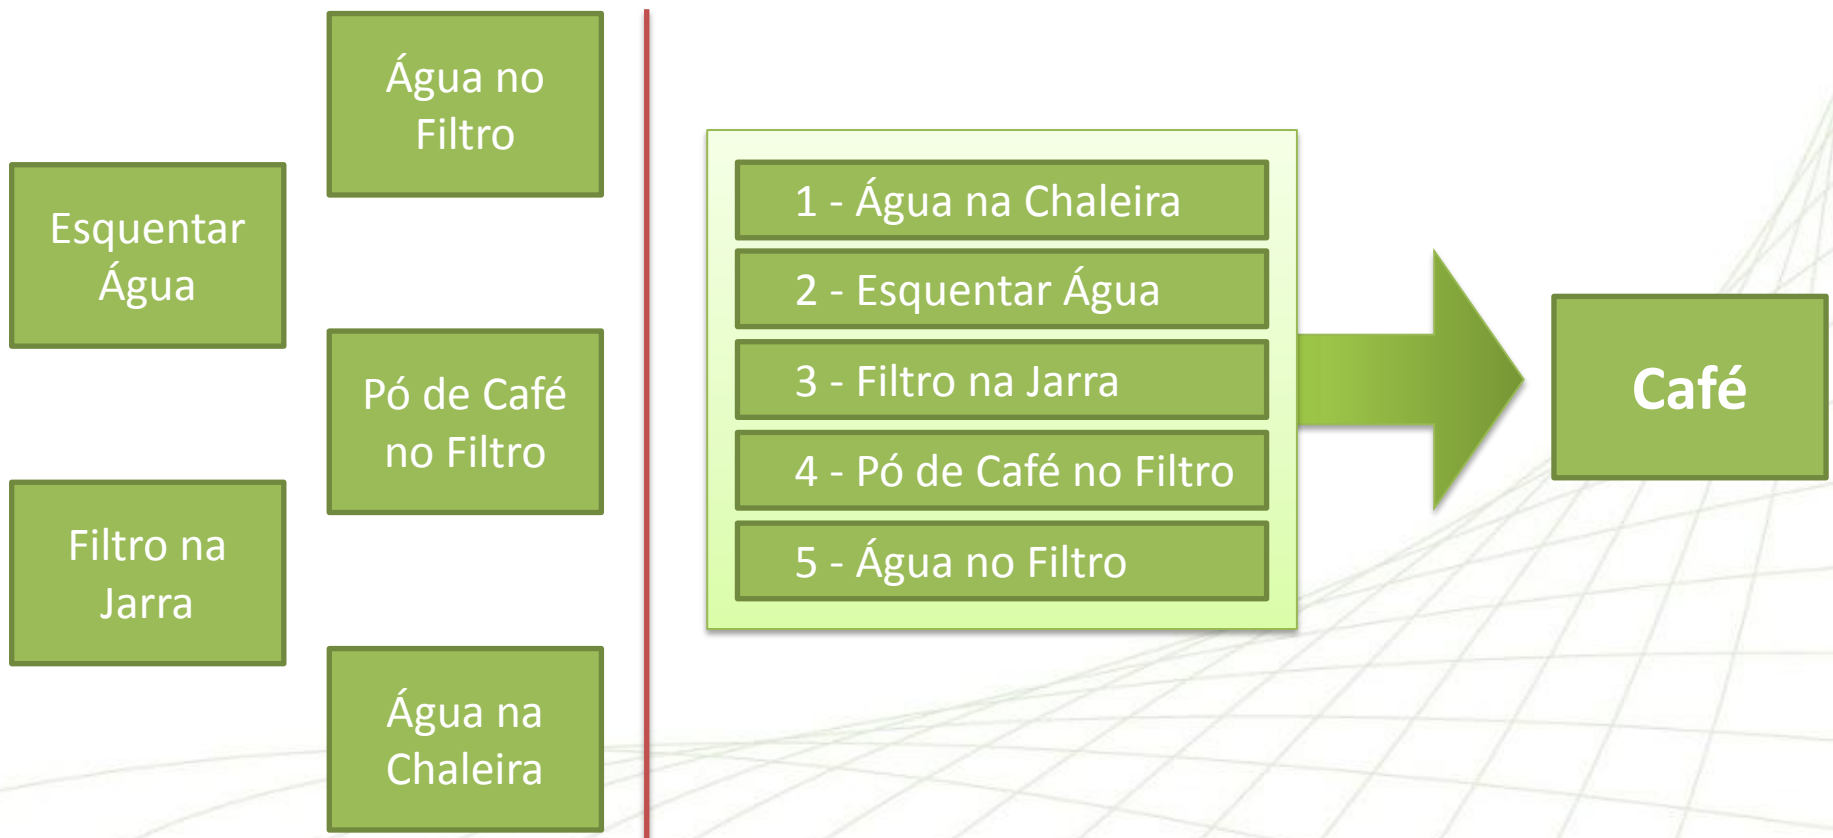 Água no
Filtro
Esquentar
Água
Pó de Café
no Filtro
Filtro na
Jarra
Água na
Chaleira
1 - Água na Chaleira
2 - Esquentar Água
3 - Filtro na Jarra
4 - Pó de Café no Filtro
5 - Água no Filtro
Café